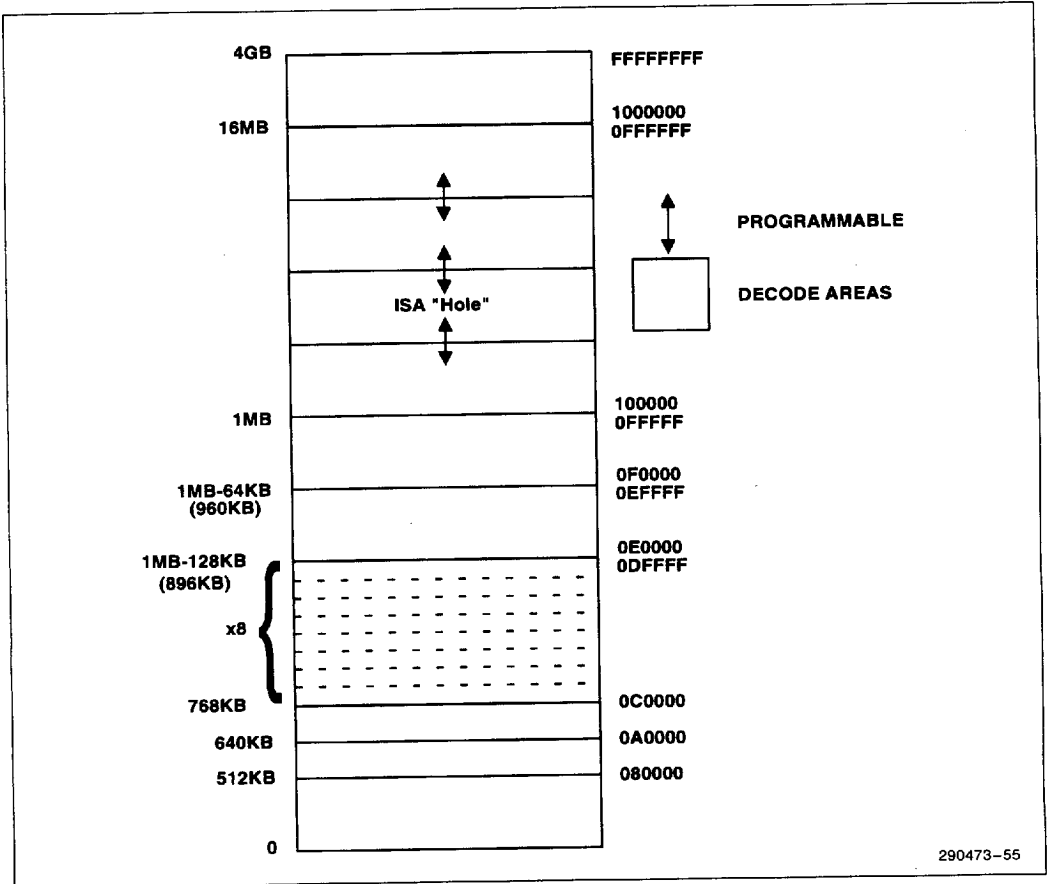 4GB
FFFFFFFF
16MB
1000000
0FFFFFF
PROGRAMMABLE
DECODE AREAS
ISA "Hole"
1MB
100000
0FFFFF
1MB-64KB
(960KB)
0F0000
0EFFFF
1MB-128KB
(896KB)
0E0000
0DFFFF
x8
768KB
0C0000
640KB
0A0000
512KB
080000
0
290473-55